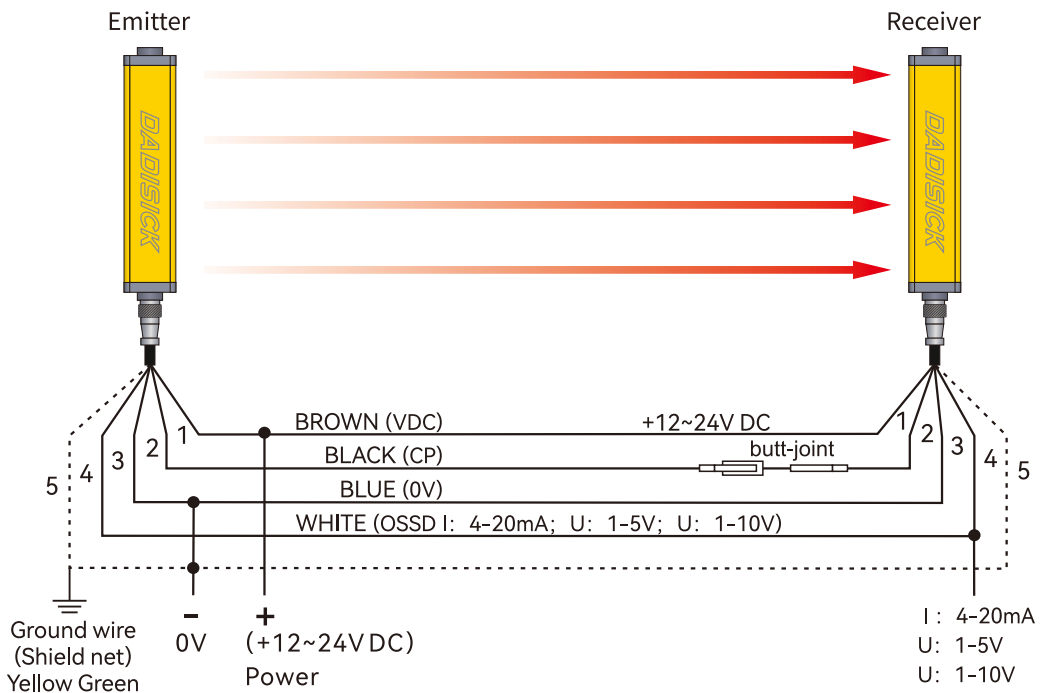 Emitter
Receiver
DADISICK
DADISICK
1
2
3
4
5
BROWN (VDC)
+12~24V DC
BLACK (CP)
butt-joint
BLUE (0V)
WHITE (OSSD I: 4-20mA; U: 1-5V; U: 1-10V)
1
2
3
4
5
Ground wire
(Shield net)
Yellow Green
-
0V
+
(+12~24V DC)
Power
I: 4-20mA
U: 1-5V
U: 1-10V